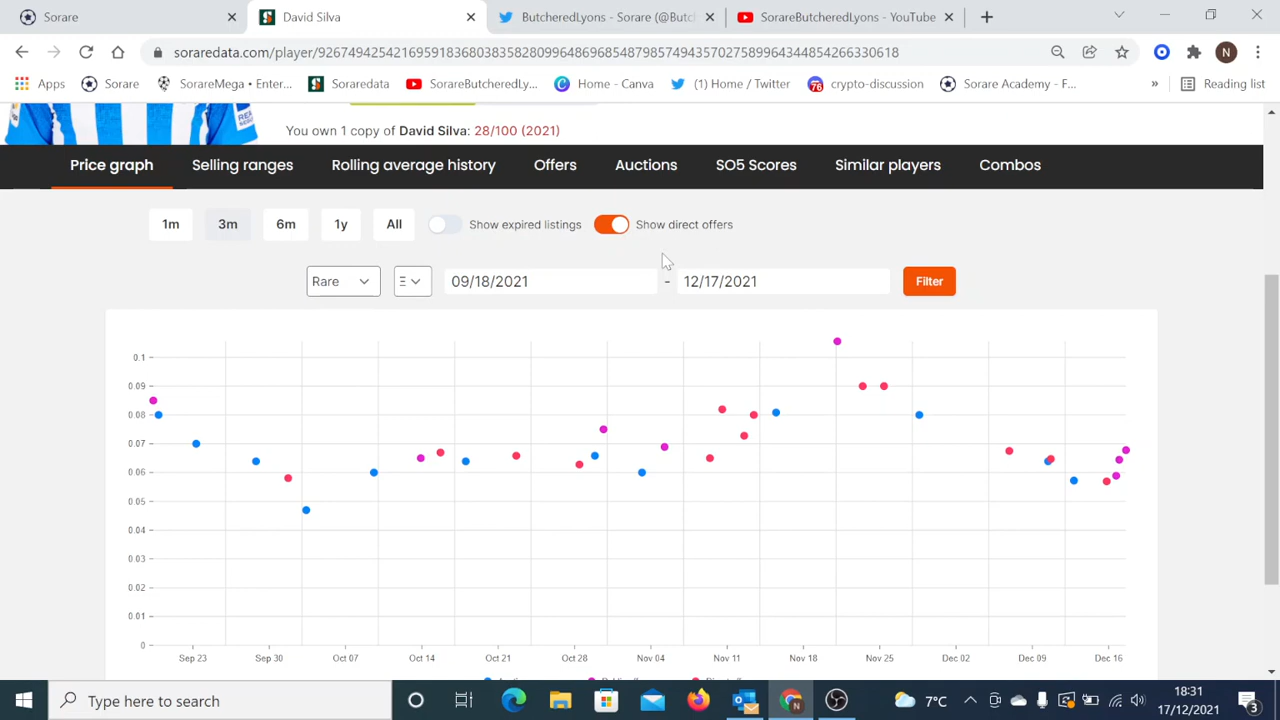 Sorare
David Silva
ButcheredLyons - Sorare (@Butc
SorareButcheredLyons - YouTube
soraredata.com/player/92674942542169591836803835828099648696854879857494357027589964344854266330618
N
Apps
Sorare
SorareMega • Enter...
Soraredata
SorareButcheredLy...
Home - Canva
(1) Home / Twitter
76
crypto-discussion
Sorare Academy - F...
»
Reading list
You own 1 copy of David Silva: 28/100 (2021)
Price graph
Selling ranges
Rolling average history
Offers
Auctions
SO5 Scores
Similar players
Combos
1m
3m
6m
1y
All
Show expired listings
Show direct offers
Rare
09/18/2021
-
12/17/2021
Filter
0.1
0.09
0.08
0.07
0.06
0.05
0.04
0.03
0.02
0.01
0
Sep 23
Sep 30
Oct 07
Oct 14
Oct 21
Oct 28
Nov 04
Nov 11
Nov 18
Nov 25
Dec 02
Dec 09
Dec 16
Type here to search
7°C
18:31
17/12/2021
3